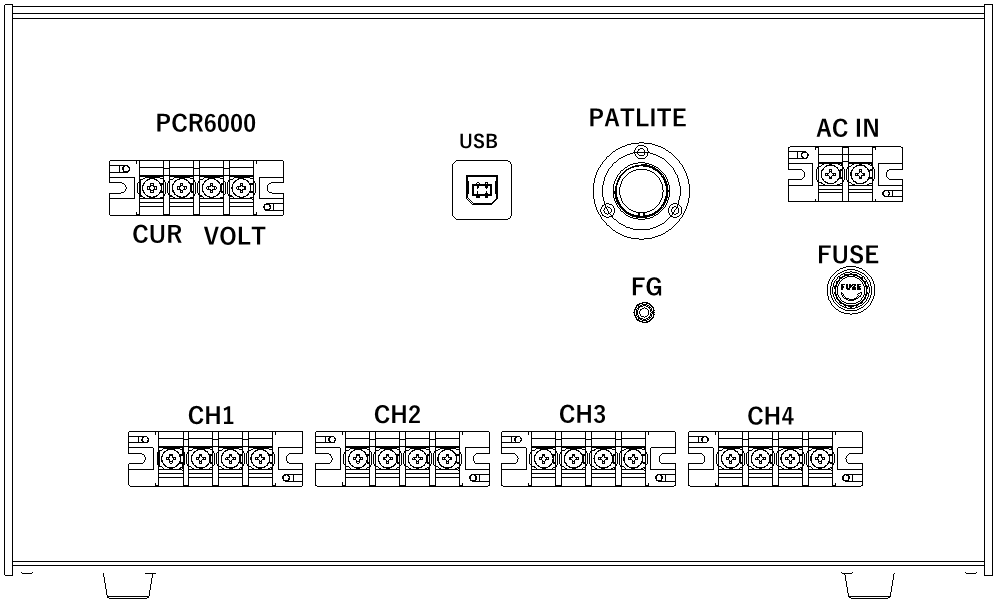 PCR6000
USB
PATLITE
AC IN
CUR VOLT
FUSE
FUSE
FG
CH1
CH2
CH3
CH4